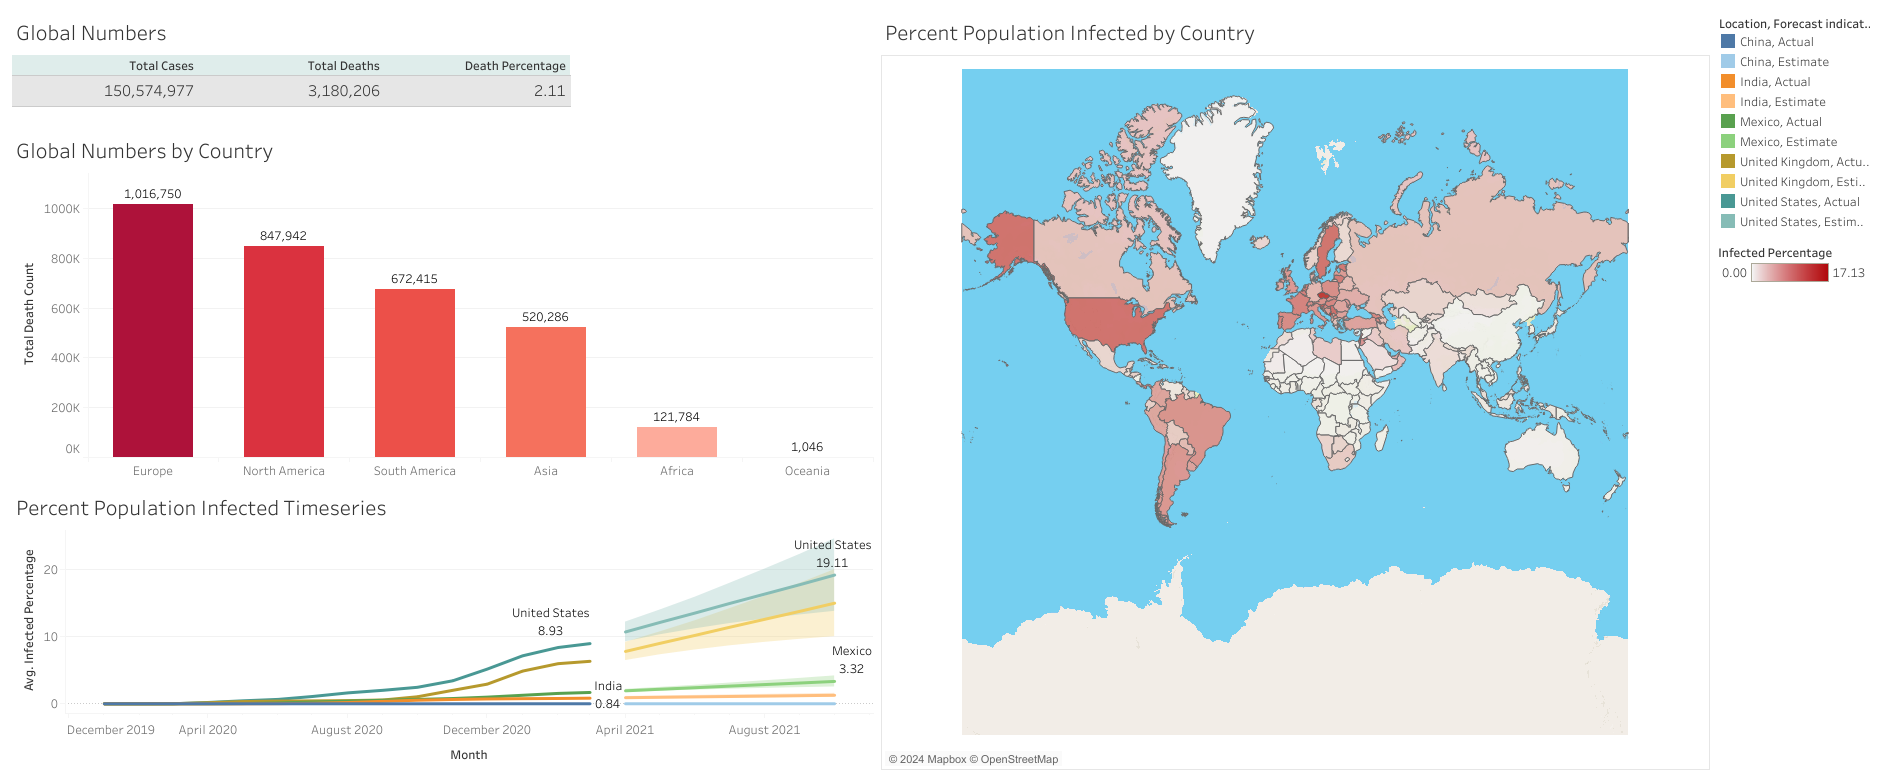 Global Numbers
Total Cases Total Deaths Death Percentage
150,574,977 3,180,206 2.11
Global Numbers by Country
Total Death Count
1000K
800K
600K
400K
200K
0K
1,016,750
847,942
672,415
520,286
121,784
1,046
Europe North America South America Asia Africa Oceania
Percent Population Infected Timeseries
Avg. Infected Percentage
20
10
0
United States
19.11
United States
8.93
Mexico
3.32
India
0.84
December 2019 April 2020 August 2020 December 2020 April 2021 August 2021
Month
Percent Population Infected by Country
© 2024 Mapbox © OpenStreetMap
Location, Forecast indicat..
China, Actual
China, Estimate
India, Actual
India, Estimate
Mexico, Actual
Mexico, Estimate
United Kingdom, Actu..
United Kingdom, Esti..
United States, Actual
United States, Estim..
Infected Percentage
0.00 17.13